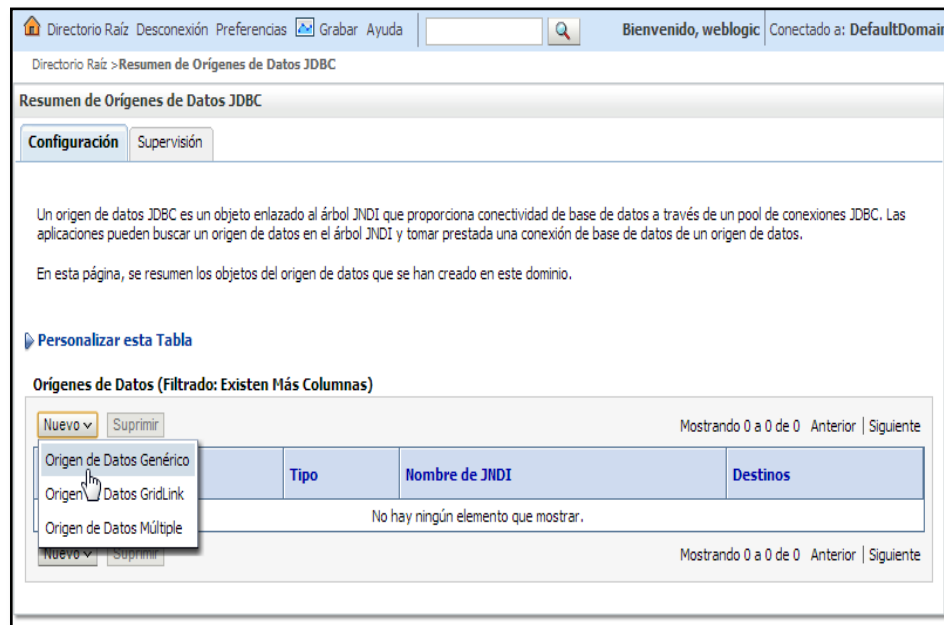 Directorio Raíz Desconexión Preferencias Grabar Ayuda Bienvenido, weblogic Conectado a: DefaultDomain
Directorio Raíz >Resumen de Orígenes de Datos JDBC
Resumen de Orígenes de Datos JDBC
Configuración Supervisión
Un origen de datos JDBC es un objeto enlazado al árbol JNDI que proporciona conectividad de base de datos a través de un pool de conexiones JDBC. Las
aplicaciones pueden buscar un origen de datos en el árbol JNDI y tomar prestada una conexión de base de datos de un origen de datos.
En esta página, se resumen los objetos del origen de datos que se han creado en este dominio.
Personalizar esta Tabla
Orígenes de Datos (Filtrado: Existen Más Columnas)
Nuevo Suprimir Mostrando 0 a 0 de 0 Anterior Siguiente
Origen de Datos Genérico
Origen Datos GridLink
Origen de Datos Múltiple
Tipo Nombre de JNDI Destinos
No hay ningún elemento que mostrar.
Nuevo Suprimir Mostrando 0 a 0 de 0 Anterior Siguiente